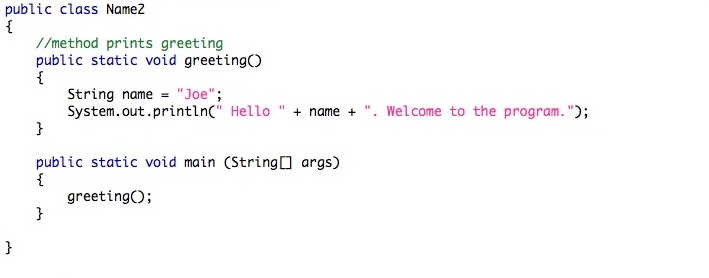 public class Name2
{
    //method prints greeting
    public static void greeting()
    {
        String name = "Joe";
        System.out.println(" Hello " + name + ". Welcome to the program.");
    }

    public static void main (String[] args)
    {
        greeting();
    }

}